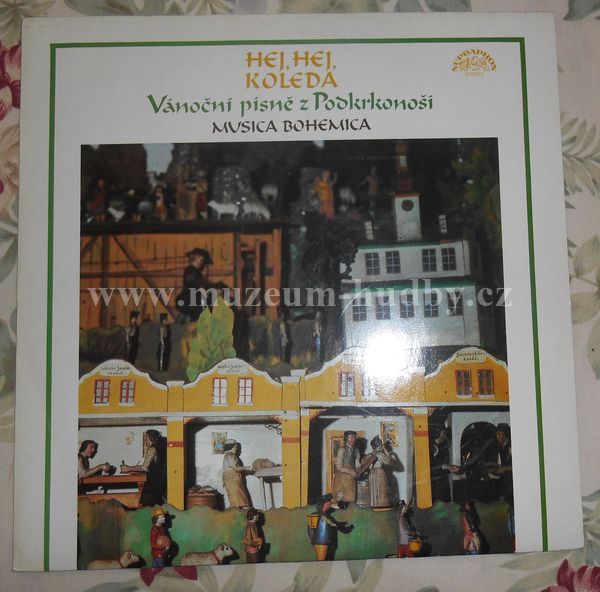 HEJ, HEJ,
KOLEDA
Vánoční písně z Podkrkonoší
MUSICA BOHEMICA
SUPRAPHON
STEREO
www.muzeum-hudby.cz